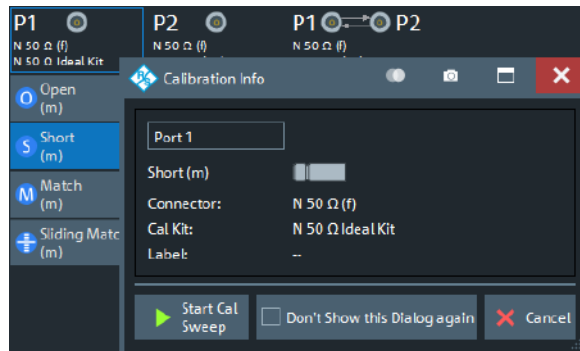 P1
P2
P1 P2
N 50 Ω (f)
N 50 Ω (f)
N 50 Ω (f)
N 50 Ω Ideal Kit
Calibration Info
O Open
(m)
S Short
(m)
M Match
(m)
Sliding Matc
(m)
Port 1
Short (m)
Connector: N 50 Ω (f)
Cal Kit: N 50 Ω Ideal Kit
Label: --
Start Cal
Sweep
Don't Show this Dialog again
Cancel